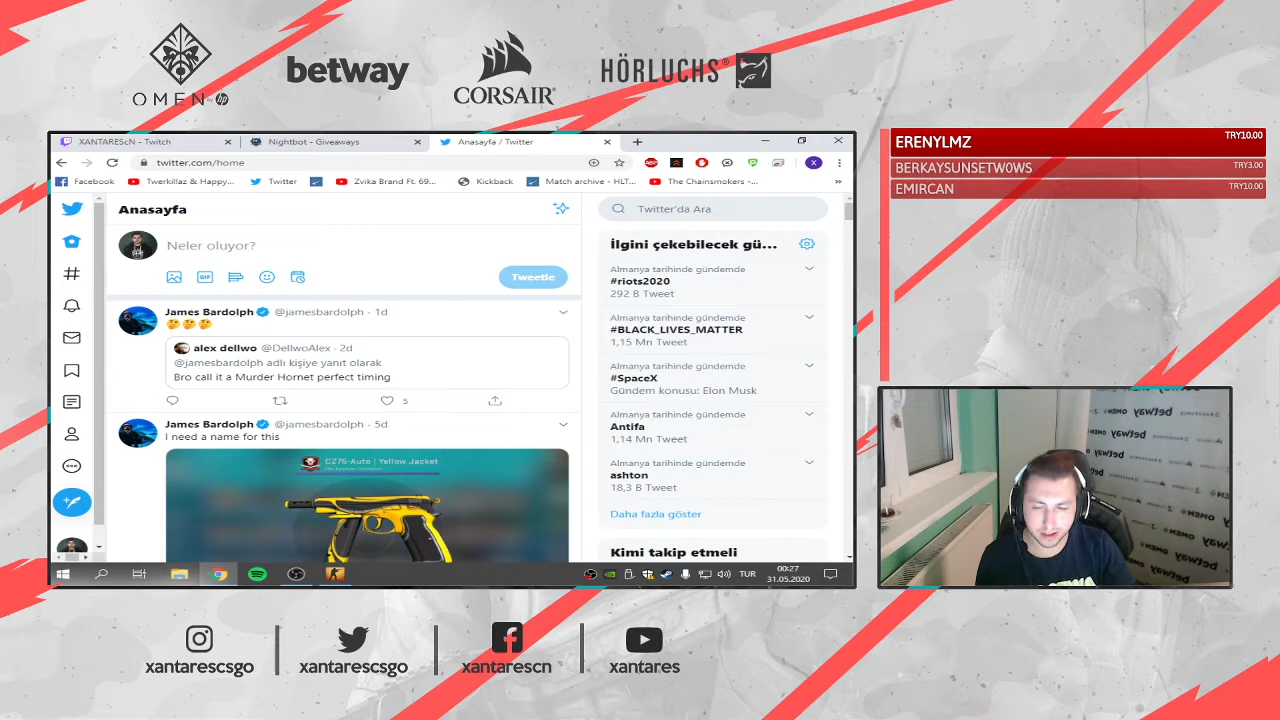 OMEN hp
betway
CORSAIR
HÖRLUCHS®
XANTAREScN - Twitch
Nightbot - Giveaways
Anasayfa / Twitter
twitter.com/home
ABP
X
Facebook
Twerkillaz & Happy...
Twitter
Zvika Brand Ft. 69...
Kickback
Match archive - HLT...
The Chainsmokers -...
Anasayfa
Neler oluyor?
GIF
Tweetle
James Bardolph @jamesbardolph · 1d
🤔🤔🤔
alex dellwo @DellwoAlex · 2d
@jamesbardolph adlı kişiye yanıt olarak
Bro call it a Murder Hornet perfect timing
5
James Bardolph @jamesbardolph · 5d
I need a name for this
CZ75-Auto | Yellow Jacket
Twitter'da Ara
İlgini çekebilecek gü...
Almanya tarihinde gündemde
#riots2020
292 B Tweet
Almanya tarihinde gündemde
#BLACK_LIVES_MATTER
1,15 Mn Tweet
Almanya tarihinde gündemde
#SpaceX
Gündem konusu: Elon Musk
Almanya tarihinde gündemde
Antifa
1,14 Mn Tweet
Almanya tarihinde gündemde
ashton
18,3 B Tweet
Daha fazla göster
Kimi takip etmeli
TUR
00:27
31.05.2020
ERENYLMZ TRY10.00
BERKAYSUNSETW0WS TRY3.00
EMIRCAN TRY10.00
xantarescsgo
xantarescsgo
xantarescn
xantares